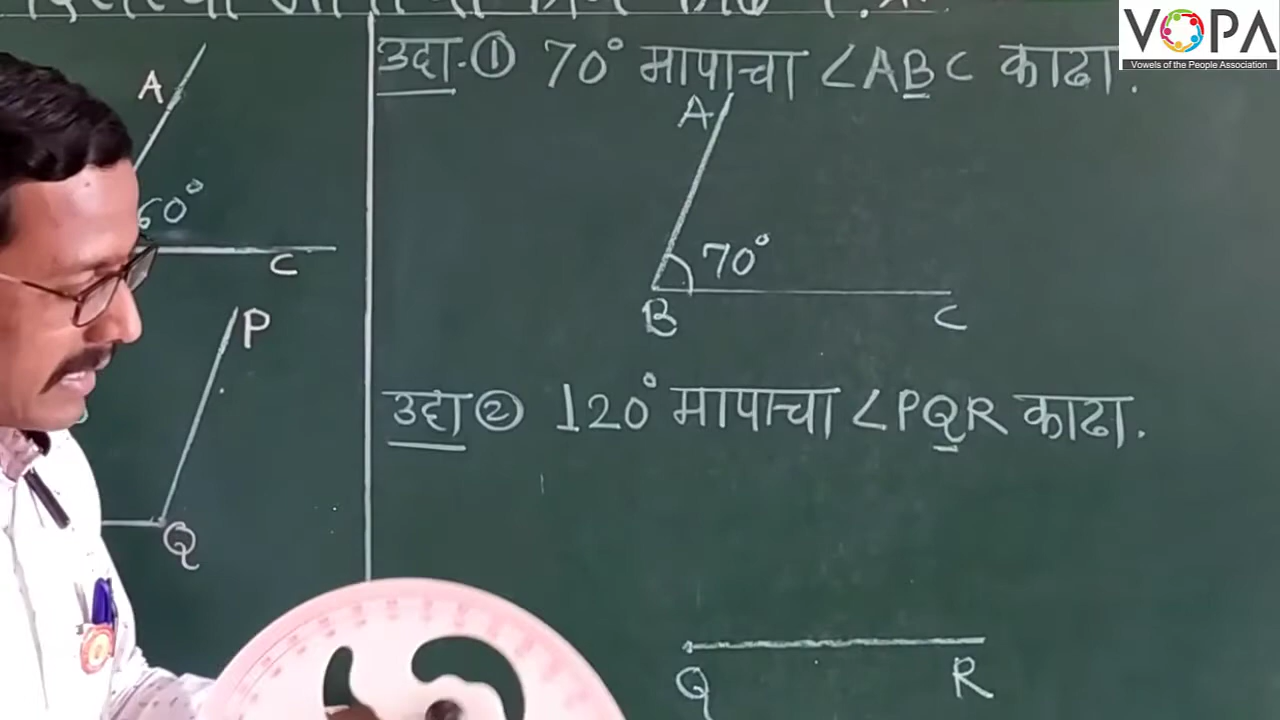 उदा.① 70° मापाचा ∠ABC काढा.
A
70°
B
C
उदा ② 120° मापाचा ∠PQR काढा.
Q
R
A
60°
C
P
Q
VOPA
Vowels of the People Association